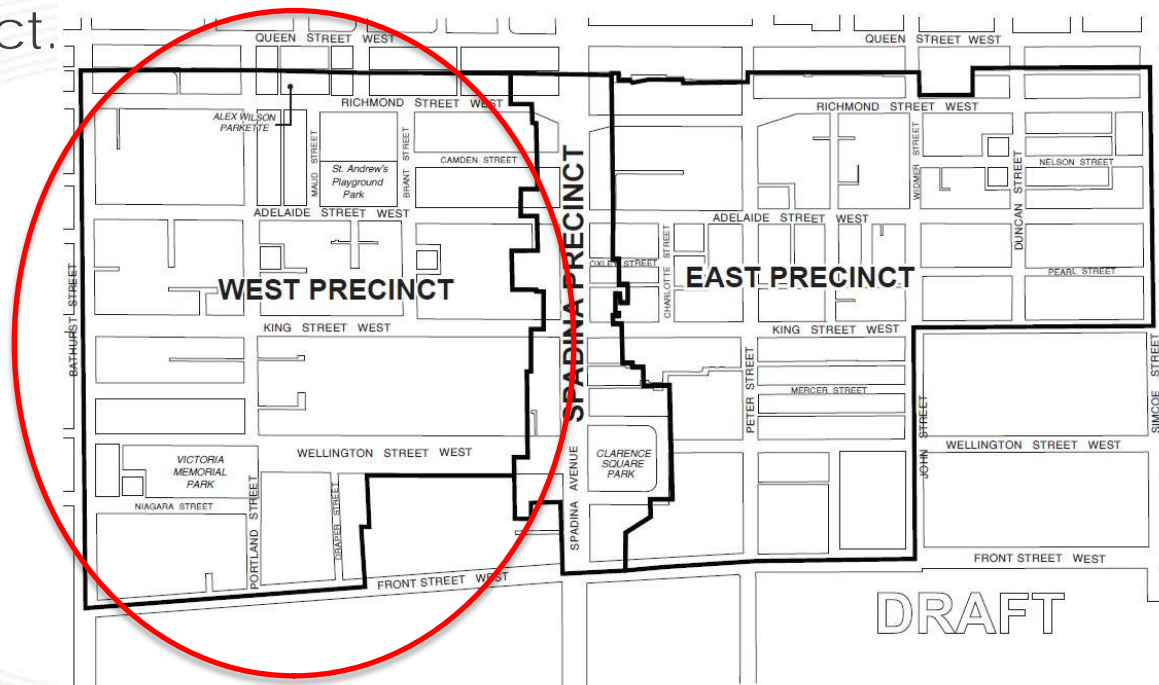 ct.
QUEEN STREET WEST
QUEEN STREET WEST
RICHMOND STREET WEST
RICHMOND STREET WEST
ALEX WILSON
PARKETTE
MAUD STREET
St. Andrew's
Playground
Park
BRANT STREET
CAMDEN STREET
WIDMER STREET
NELSON STREET
DUNCAN STREET
ADELAIDE STREET WEST
ADELAIDE STREET WEST
SPADINA PRECINCT
OXLEY STREET
CHARLOTTE STREET
WEST PRECINCT
EAST PRECINCT
PEARL STREET
BATHURST STREET
KING STREET WEST
KING STREET WEST
PETER STREET
MERCER STREET
JOHN STREET
SIMCOE STREET
WELLINGTON STREET WEST
WELLINGTON STREET WEST
VICTORIA
MEMORIAL
PARK
CLARENCE
SQUARE
PARK
SPADINA AVENUE
NIAGARA STREET
PORTLAND STREET
DRAPER STREET
FRONT STREET WEST
FRONT STREET WEST
DRAFT